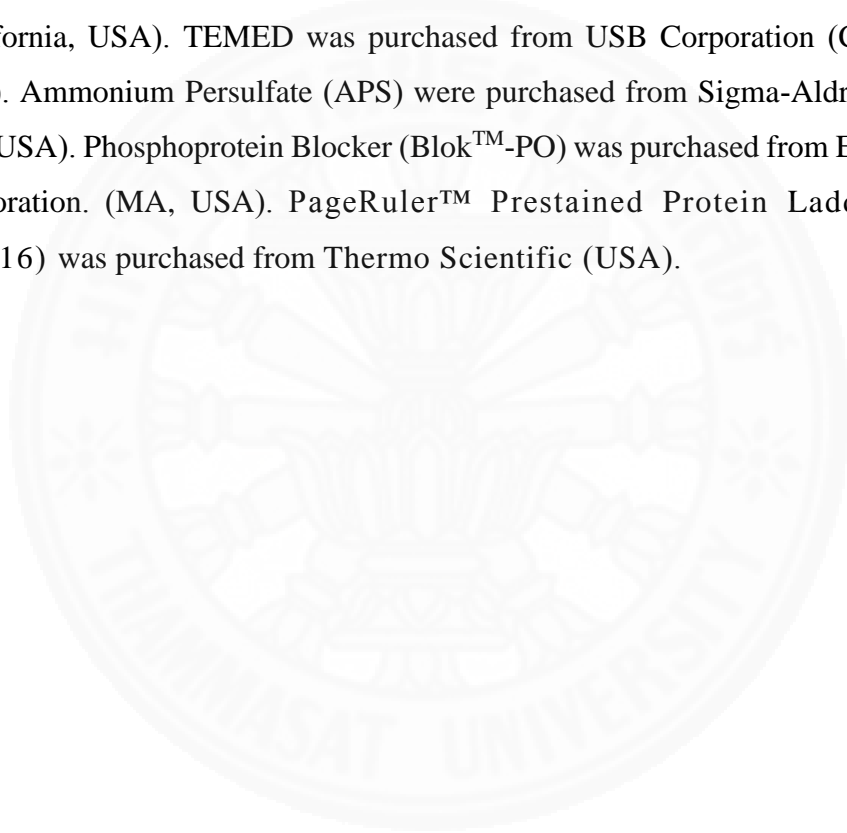 fornia, USA). TEMED was purchased from USB Corporation (C
). Ammonium Persulfate (APS) were purchased from Sigma-Aldr
USA). Phosphoprotein Blocker (Blok™-PO) was purchased from E
oration. (MA, USA). PageRuler™ Prestained Protein Lad
16) was purchased from Thermo Scientific (USA).
THAMMASAT UNIVERSITY